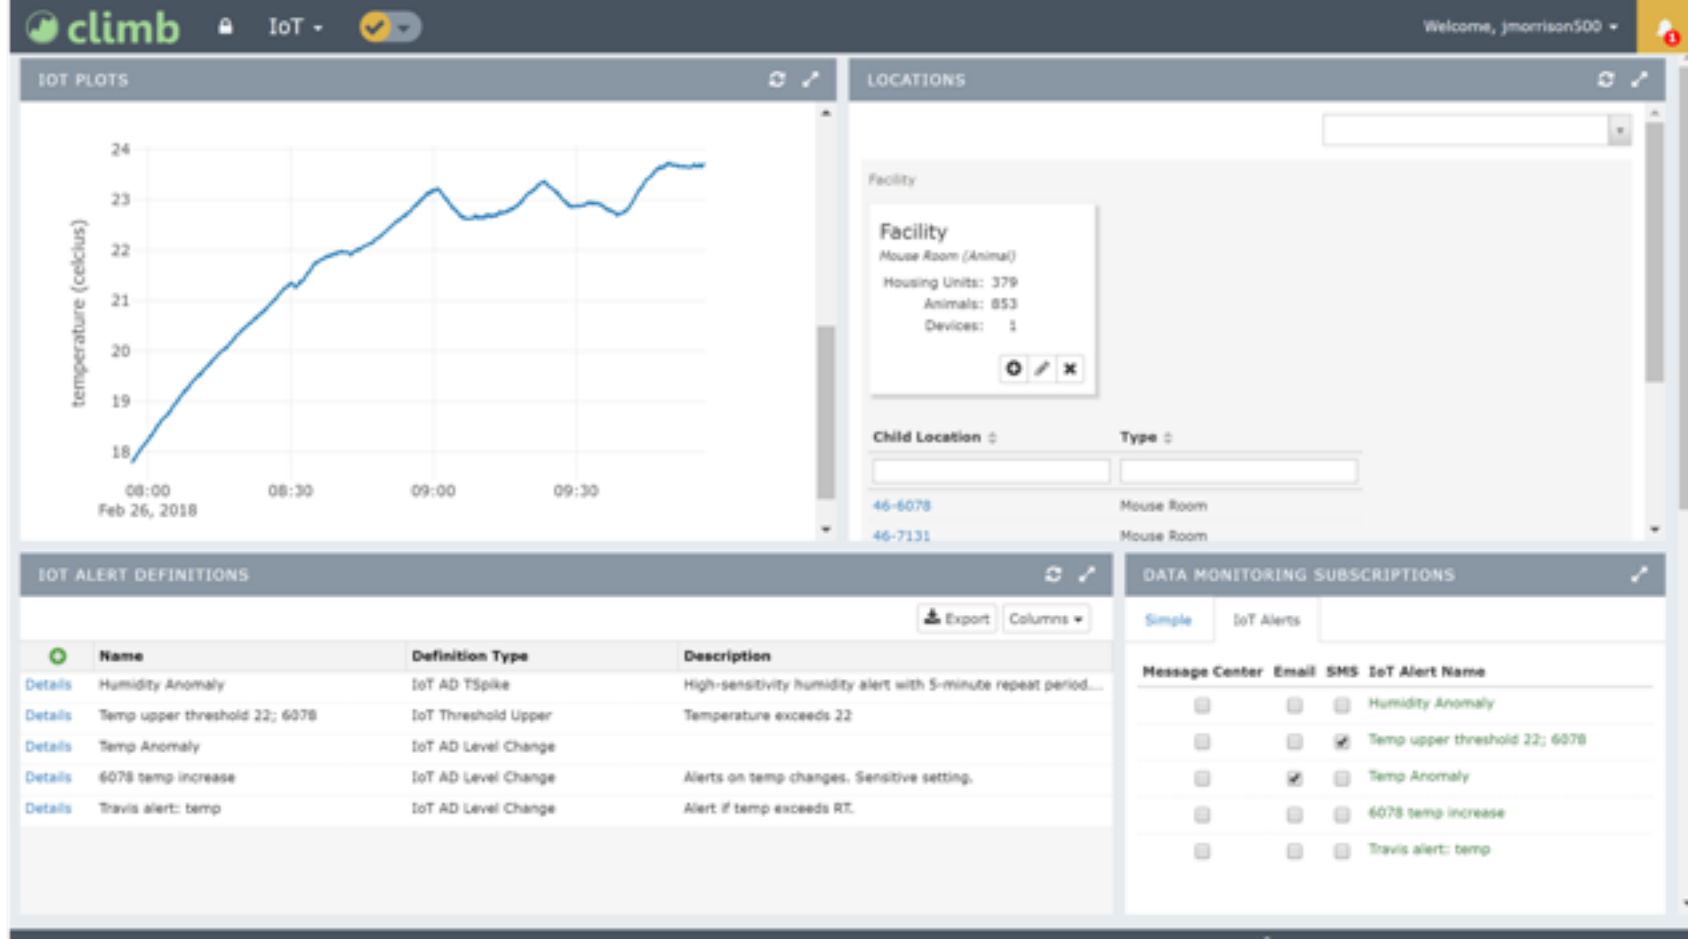 climb IoT Welcome, jmorrison500 1
IOT PLOTS
24
23
22
21
20
19
18
temperature (celcius)
08:00 08:30 09:00 09:30
Feb 26, 2018
LOCATIONS
Facility
Facility
Mouse Room (Animal)
Housing Units: 379
Animals: 853
Devices: 1
Child Location Type
46-6078 Mouse Room
46-7131 Mouse Room
IOT ALERT DEFINITIONS
Export Columns
Name Definition Type Description
Details Humidity Anomaly IoT AD TSpike High-sensitivity humidity alert with 5-minute repeat period....
Details Temp upper threshold 22; 6078 IoT Threshold Upper Temperature exceeds 22
Details Temp Anomaly IoT AD Level Change
Details 6078 temp increase IoT AD Level Change Alerts on temp changes. Sensitive setting.
Details Travis alert: temp IoT AD Level Change Alert if temp exceeds RT.
DATA MONITORING SUBSCRIPTIONS
Simple IoT Alerts
Message Center Email SMS IoT Alert Name
Humidity Anomaly
Temp upper threshold 22; 6078
Temp Anomaly
6078 temp increase
Travis alert: temp